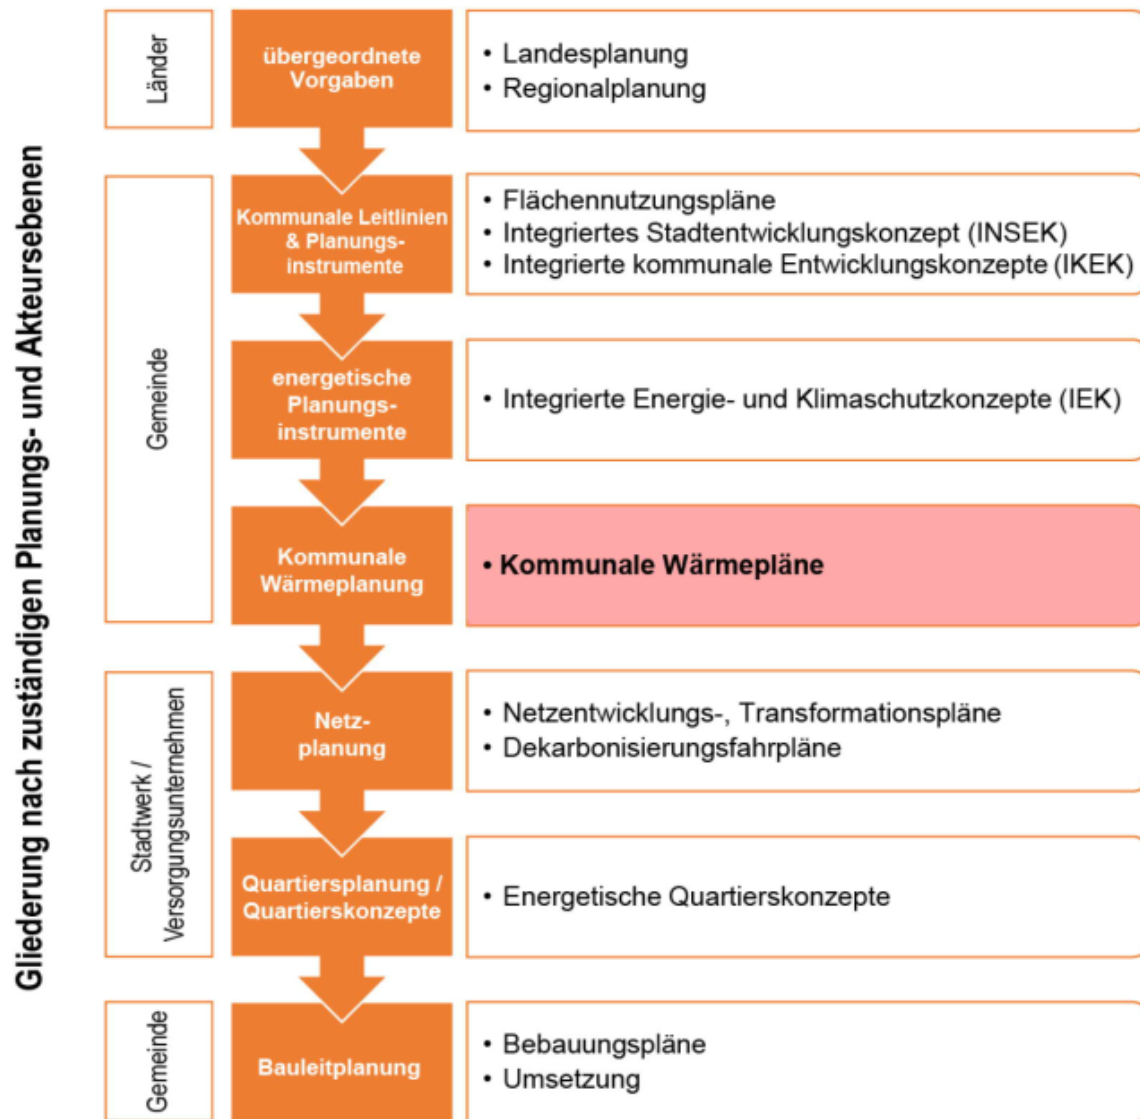 Gliederung nach zuständigen Planungs- und Akteursebenen
Länder
übergeordnete
Vorgaben
• Landesplanung
• Regionalplanung
Gemeinde
Kommunale Leitlinien
& Planungs-
instrumente
• Flächennutzungspläne
• Integriertes Stadtentwicklungskonzept (INSEK)
• Integrierte kommunale Entwicklungskonzepte (IKEK)
energetische
Planungs-
instrumente
• Integrierte Energie- und Klimaschutzkonzepte (IEK)
Kommunale
Wärmeplanung
• Kommunale Wärmepläne
Stadtwerk /
Versorgungsunternehmen
Netz-
planung
• Netzentwicklungs-, Transformationspläne
• Dekarbonisierungsfahrpläne
Quartiersplanung /
Quartierskonzepte
• Energetische Quartierskonzepte
Gemeinde
Bauleitplanung
• Bebauungspläne
• Umsetzung